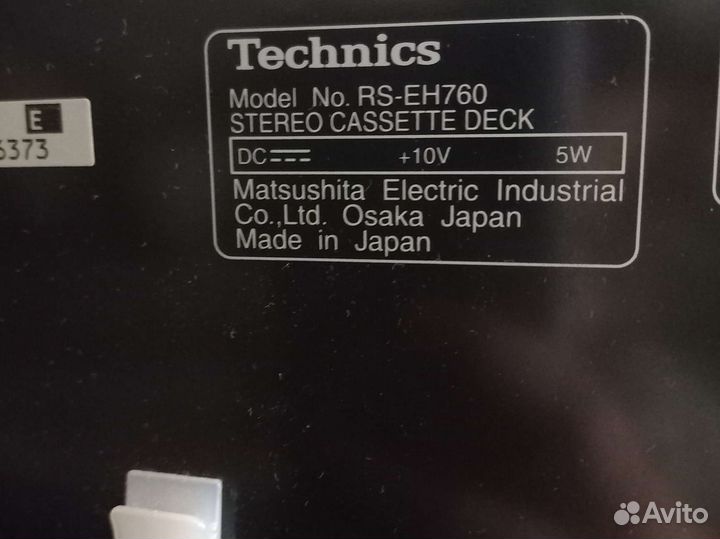 Technics
Model No. RS-EH760
STEREO CASSETTE DECK
DC +10V 5W
Matsushita Electric Industrial
Co.,Ltd. Osaka Japan
Made in Japan
E
3373
Avito